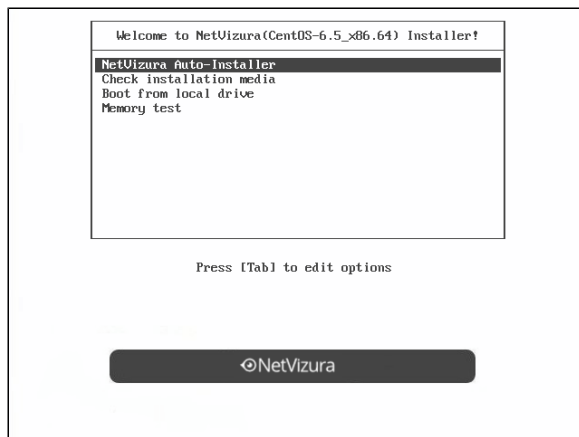 Welcome to NetVizura(CentOS-6.5_x86.64) Installer!
NetVizura Auto-Installer
Check installation media
Boot from local drive
Memory test
Press [Tab] to edit options
NetVizura